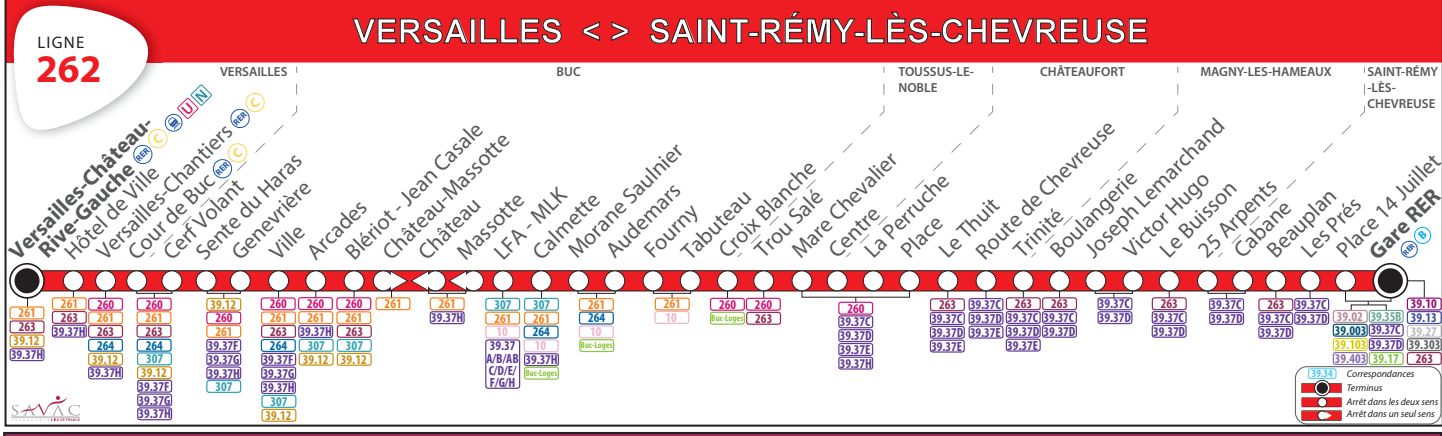 LIGNE
262
VERSAILLES < > SAINT-RÉMY-LÈS-CHEVREUSE
VERSAILLES
BUC
TOUSSUS-LE-
NOBLE
CHÂTEAUFORT
MAGNY-LES-HAMEAUX
SAINT-RÉMY
-LÈS-
CHEVREUSE
Versailles-Château-
Rive-Gauche RER C U N
Hôtel de Ville
Versailles-Chantiers RER C
Cour de Buc RER C
Cerf Volant
Sente du Haras
Genevrière
Ville
Arcades
Blériot - Jean Casale
Château-Massotte
Château
Massotte
LFA - MLK
Calmette
Morane Saulnier
Audemars
Fourny
Tabuteau
Croix Blanche
Trou Salé
Mare Chevalier
Centre
La Perruche
Place
Le Thuit
Route de Chevreuse
Trinité
Boulangerie
Joseph Lemarchand
Victor Hugo
Le Buisson
25 Arpents
Cabane
Beauplan
Les Prés
Place 14 Juillet
Gare RER RER B
261
263
39.12
39.37H
261
263
39.37H
260
261
263
264
39.12
39.37H
260
261
263
264
307
39.12
39.37F
39.37G
39.37H
39.12
260
261
39.37F
39.37G
39.37H
307
260
261
263
264
39.37F
39.37G
39.37H
307
39.12
260
261
39.37H
307
39.12
260
261
263
307
39.12
261
261
39.37H
307
261
10
39.37
A/B/AB
C/D/E/
F/G/H
307
261
264
10
39.37H
Buc-Loges
261
264
10
Buc-Loges
261
10
260
Buc-Loges
260
263
260
39.37C
39.37D
39.37E
39.37H
263
39.37C
39.37D
39.37E
39.37C
39.37D
39.37E
263
39.37C
39.37D
39.37E
263
39.37C
39.37D
39.37C
39.37D
263
39.37C
39.37D
39.37C
39.37D
263
39.37C
39.37D
39.37C
39.37D
39.02
39.003
39.103
39.403
39.35B
39.37C
39.37D
39.17
39.10
39.13
39.27
39.303
263
39.34 Correspondances
Terminus
Arrêt dans les deux sens
Arrêt dans un seul sens
SAVAC